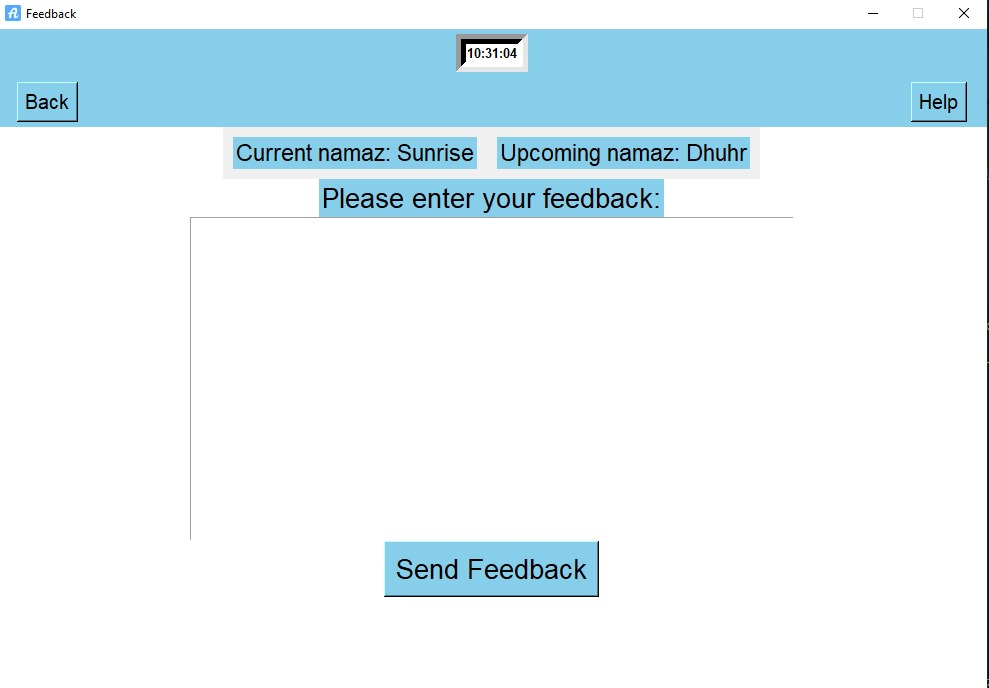 Feedback
10:31:04
Back
Help
Current namaz: Sunrise
Upcoming namaz: Dhuhr
Please enter your feedback:
Send Feedback